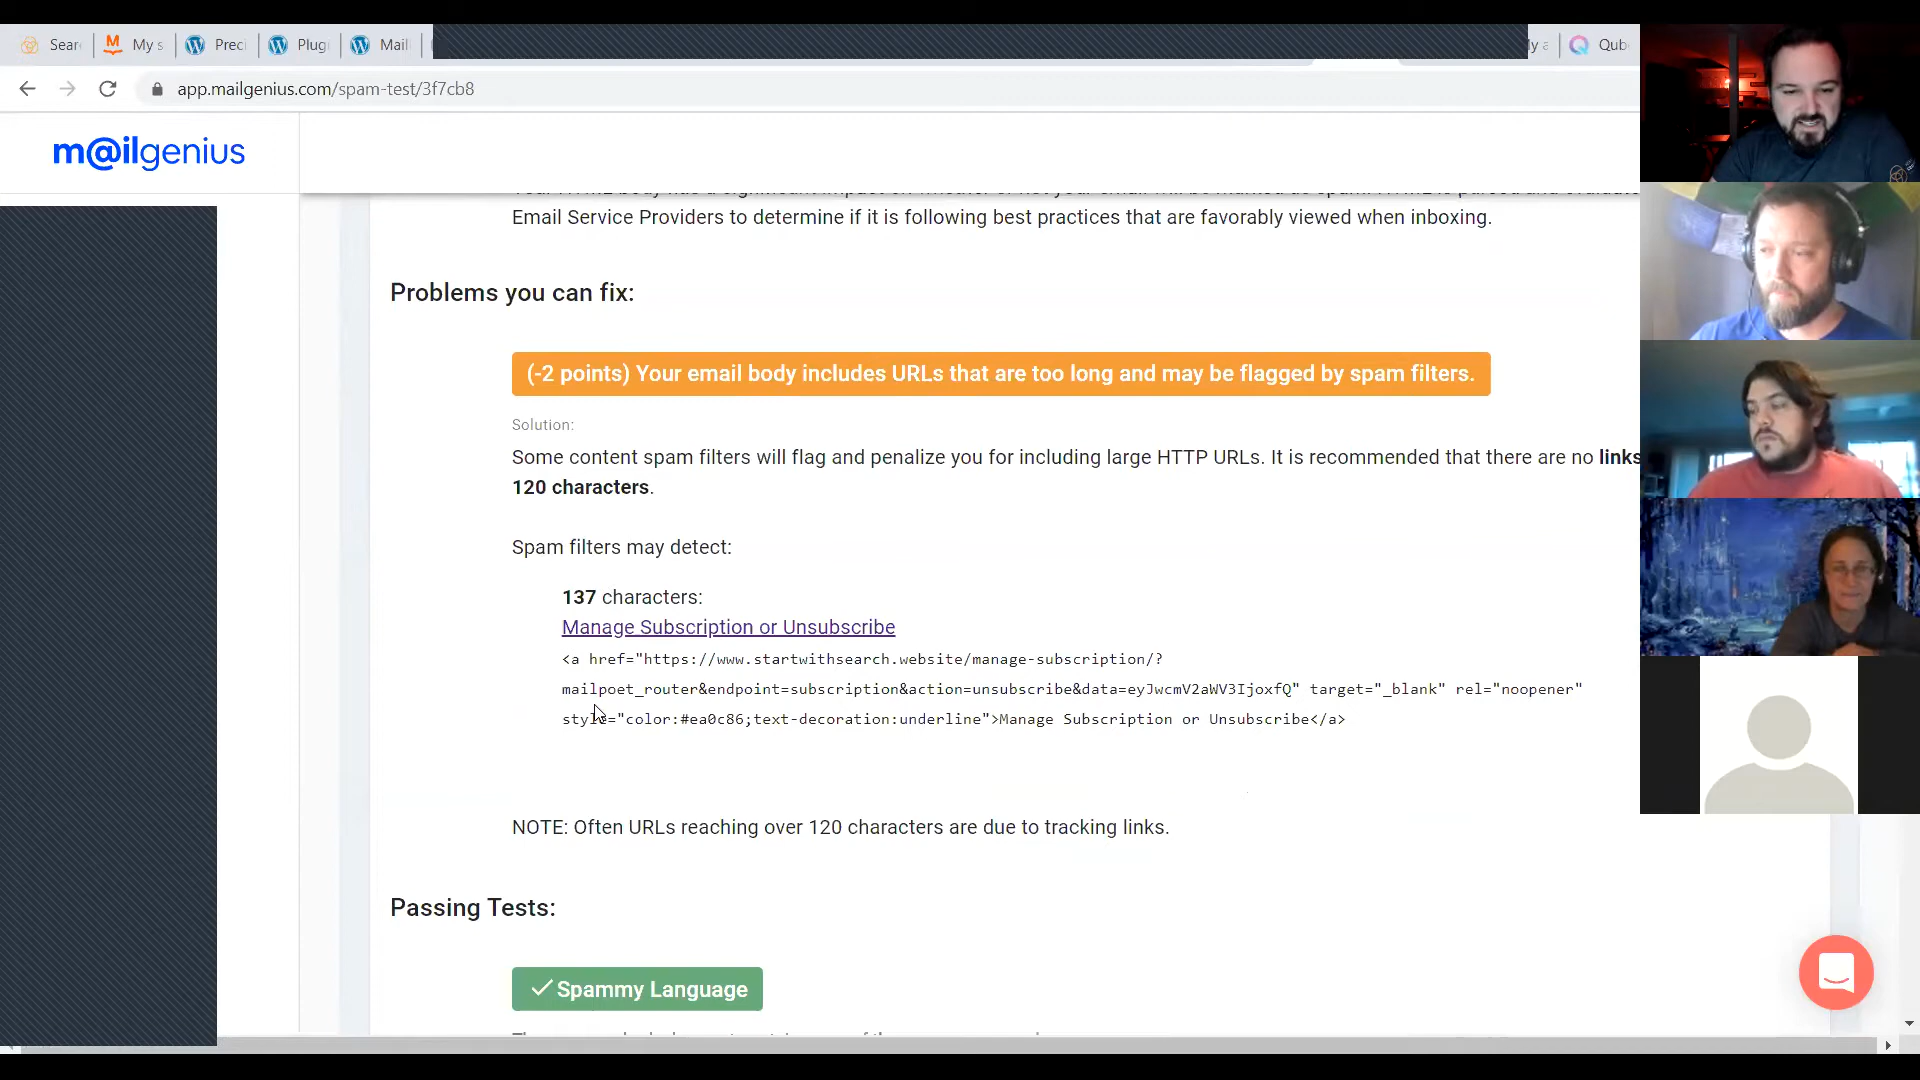 Sear
My s
Preci
Plugi
Mail
ly a
Qub
app.mailgenius.com/spam-test/3f7cb8
m@ilgenius
Email Service Providers to determine if it is following best practices that are favorably viewed when inboxing.
Problems you can fix:
(-2 points) Your email body includes URLs that are too long and may be flagged by spam filters.
Solution:
Some content spam filters will flag and penalize you for including large HTTP URLs. It is recommended that there are no links
120 characters.
Spam filters may detect:
137 characters:
Manage Subscription or Unsubscribe
<a href="https://www.startwithsearch.website/manage-subscription/?
mailpoet_router&endpoint=subscription&action=unsubscribe&data=eyJwcmV2aWV3IjoxfQ" target="_blank" rel="noopener"
style="color:#ea0c86;text-decoration:underline">Manage Subscription or Unsubscribe</a>
NOTE: Often URLs reaching over 120 characters are due to tracking links.
Passing Tests:
Spammy Language